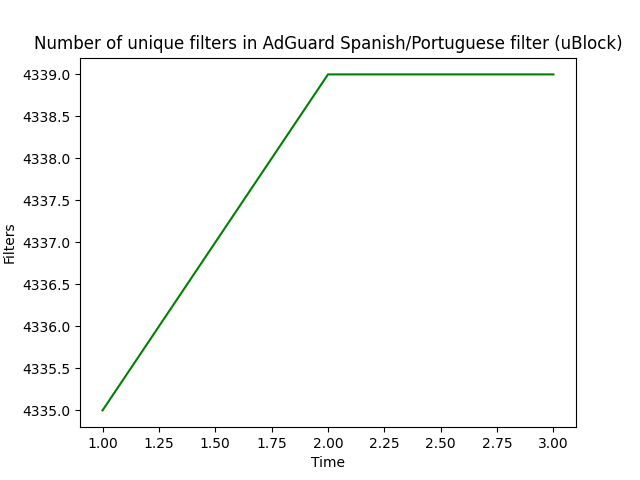 Number of unique filters in AdGuard Spanish/Portuguese filter (uBlock)
4339.0
4338.5
4338.0
4337.5
4337.0
4336.5
4336.0
4335.5
4335.0
Filters
1.00 1.25 1.50 1.75 2.00 2.25 2.50 2.75 3.00
Time